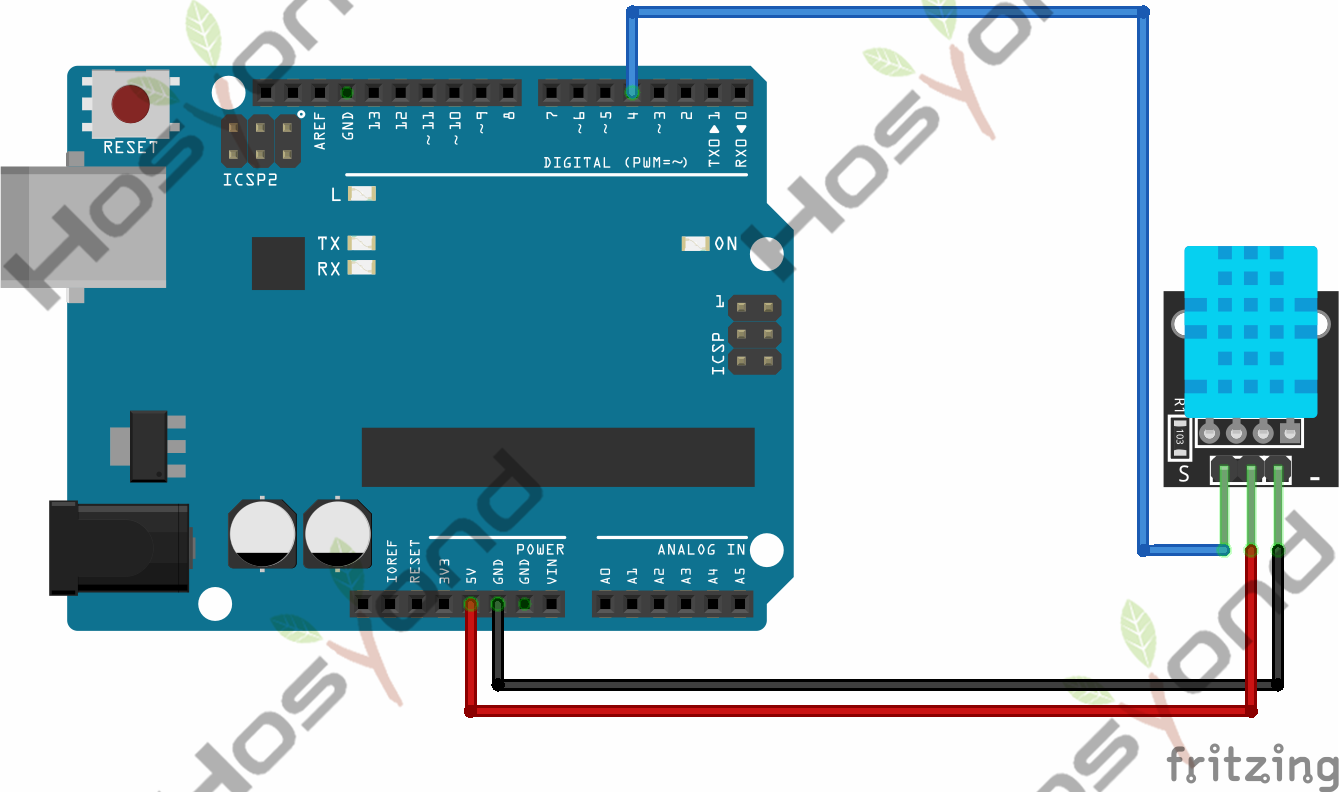 HOSYOND
HOSYOND
RESET
ICSP2
AREF
GND
13
12
~11
~10
~9
8
7
~6
~5
4
~3
2
TX0▶1
RX0◀0
DIGITAL (PWM=~)
L
TX
RX
ON
1
ICSP
R1
103
S
-
IOREF
RESET
3V3
5V
GND
GND
VIN
POWER
ANALOG IN
A0
A1
A2
A3
A4
A5
HOSYOND
HOSYOND
fritzing